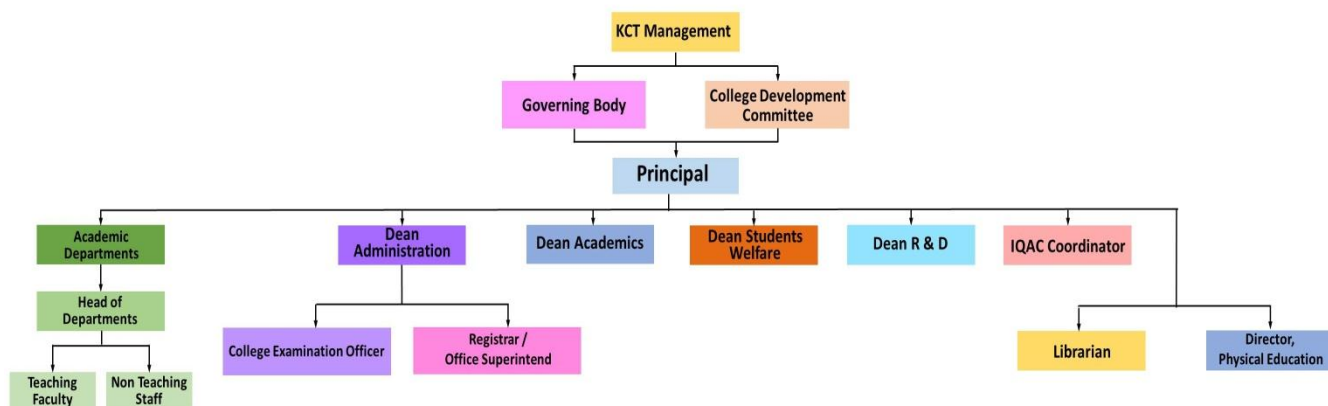 KCT Management
Governing Body
College Development
Committee
Principal
Academic
Departments
Dean
Administration
Dean Academics
Dean Students
Welfare
Dean R & D
IQAC Coordinator
Head of
Departments
College Examination Officer
Registrar /
Office Superintend
Librarian
Director,
Physical Education
Teaching
Faculty
Non Teaching
Staff